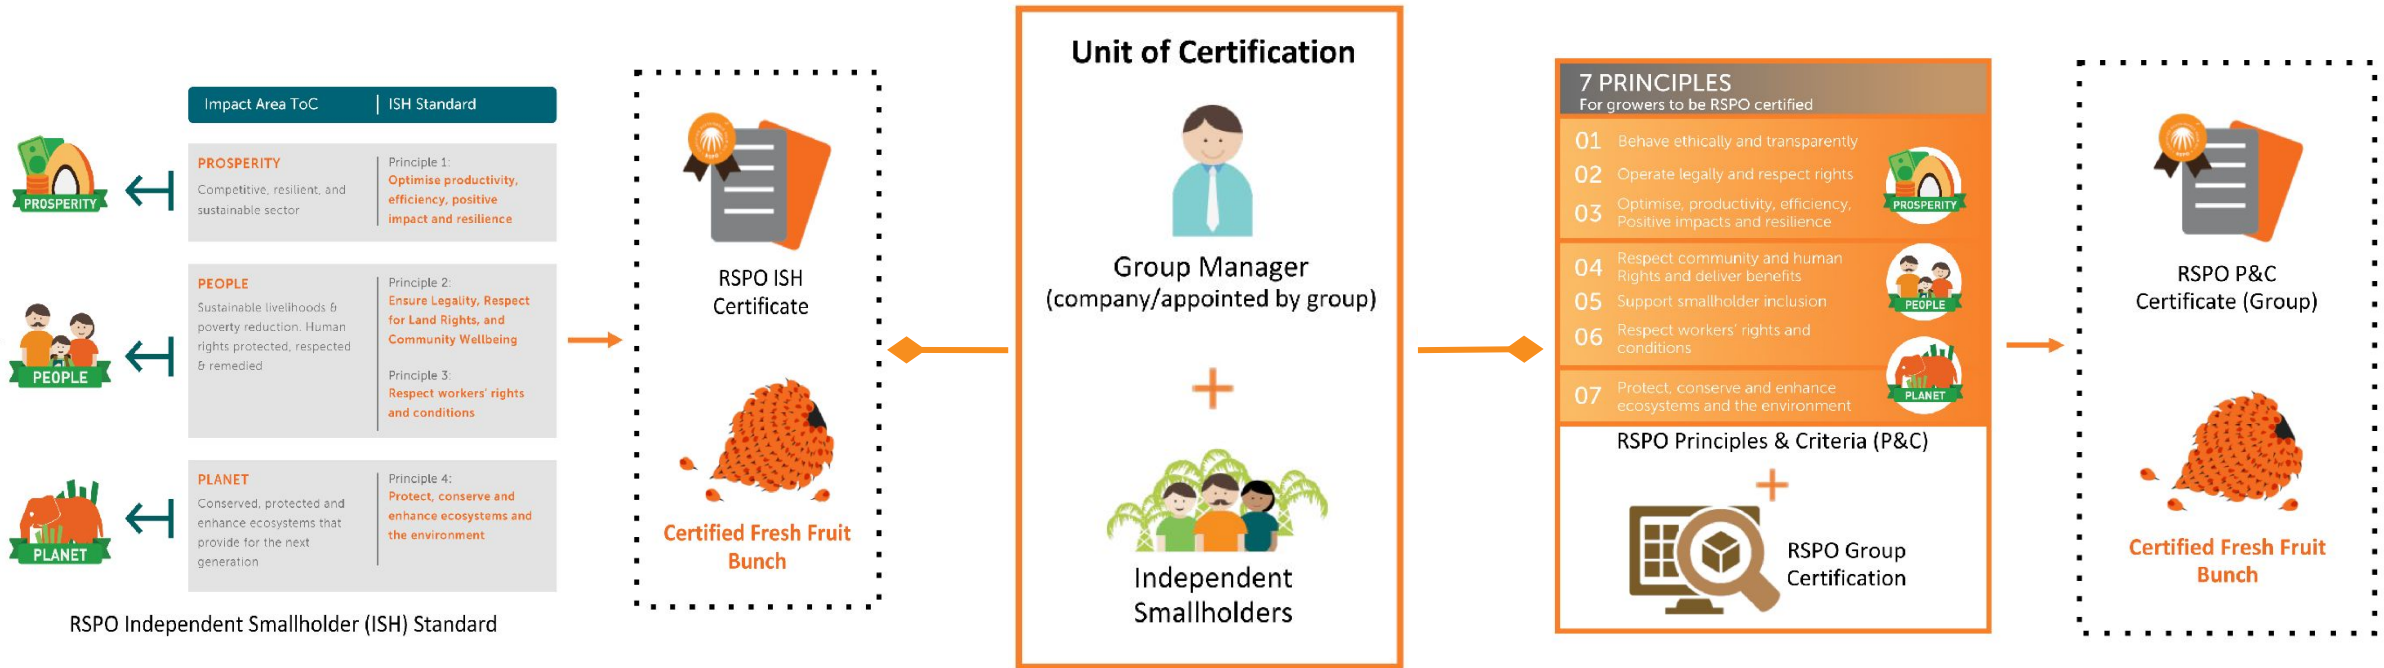 Impact Area ToC
ISH Standard
PROSPERITY
PROSPERITY
Competitive, resilient, and
sustainable sector
Principle 1:
Optimise productivity,
efficiency, positive
impact and resilience
PEOPLE
PEOPLE
Sustainable livelihoods &
poverty reduction. Human
rights protected, respected
& remedied
Principle 2:
Ensure Legality, Respect
for Land Rights, and
Community Wellbeing
Principle 3:
Respect workers' rights
and conditions
PLANET
PLANET
Conserved, protected and
enhance ecosystems that
provide for the next
generation
Principle 4:
Protect, conserve and
enhance ecosystems and
the environment
RSPO Independent Smallholder (ISH) Standard
RSPO ISH
Certificate
Certified Fresh Fruit
Bunch
Unit of Certification
Group Manager
(company/appointed by group)
Independent
Smallholders
7 PRINCIPLES
For growers to be RSPO certified
01 Behave ethically and transparently
02 Operate legally and respect rights
03 Optimise, productivity, efficiency,
Positive impacts and resilience
PROSPERITY
04 Respect community and human
Rights and deliver benefits
05 Support smallholder inclusion
06 Respect workers' rights and
conditions
PEOPLE
07 Protect, conserve and enhance
ecosystems and the environment
PLANET
RSPO Principles & Criteria (P&C)
RSPO Group
Certification
RSPO P&C
Certificate (Group)
Certified Fresh Fruit
Bunch